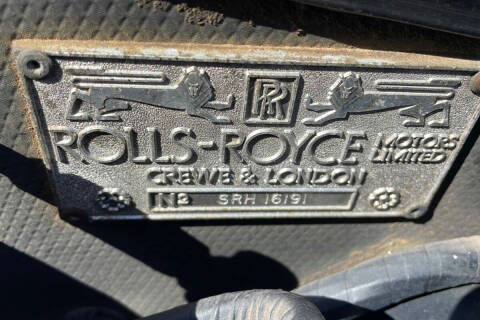 RR
ROLLS-ROYCE MOTORS LIMITED
CREWE & LONDON
Nº SRH 16191